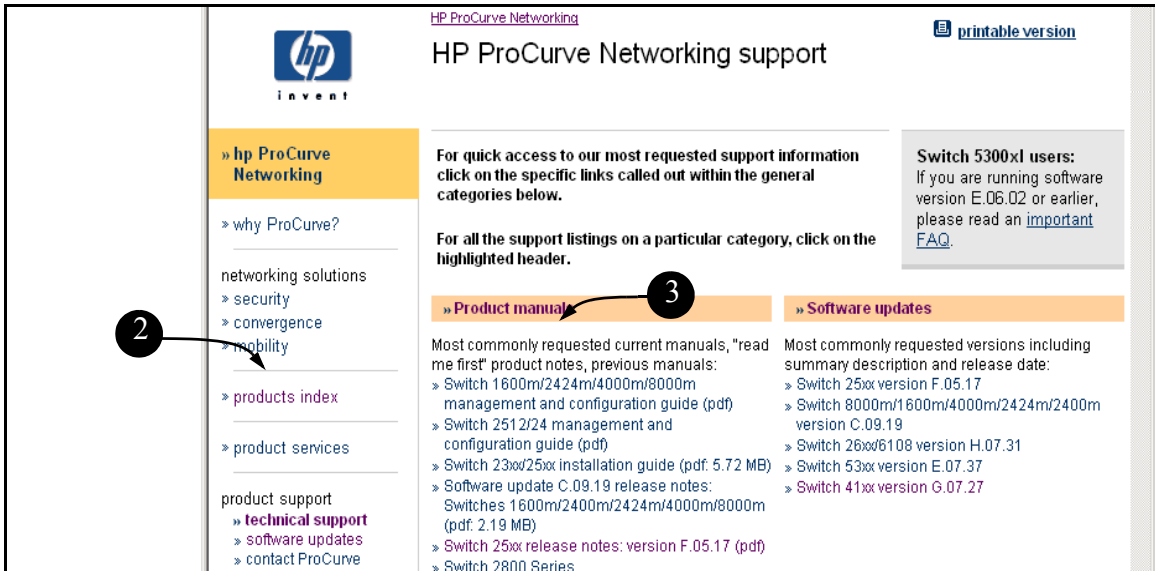 HP ProCurve Networking
printable version
hp
invent
HP ProCurve Networking support
» hp ProCurve
Networking
» why ProCurve?
networking solutions
» security
» convergence
» mobility
» products index
» product services
product support
» technical support
» software updates
» contact ProCurve
2
For quick access to our most requested support information
click on the specific links called out within the general
categories below.
For all the support listings on a particular category, click on the
highlighted header.
Switch 5300xl users:
If you are running software
version E.06.02 or earlier,
please read an important
FAQ.
3
» Product manuals
Most commonly requested current manuals, "read
me first" product notes, previous manuals:
» Switch 1600m/2424m/4000m/8000m
management and configuration guide (pdf)
» Switch 2512/24 management and
configuration guide (pdf)
» Switch 23xx/25xx installation guide (pdf: 5.72 MB)
» Software update C.09.19 release notes:
Switches 1600m/2400m/2424m/4000m/8000m
(pdf: 2.19 MB)
» Switch 25xx release notes: version F.05.17 (pdf)
» Switch 2800 Series
» Software updates
Most commonly requested versions including
summary description and release date:
» Switch 25xx version F.05.17
» Switch 8000m/1600m/4000m/2424m/2400m
version C.09.19
» Switch 26xx/6108 version H.07.31
» Switch 53xx version E.07.37
» Switch 41xx version G.07.27